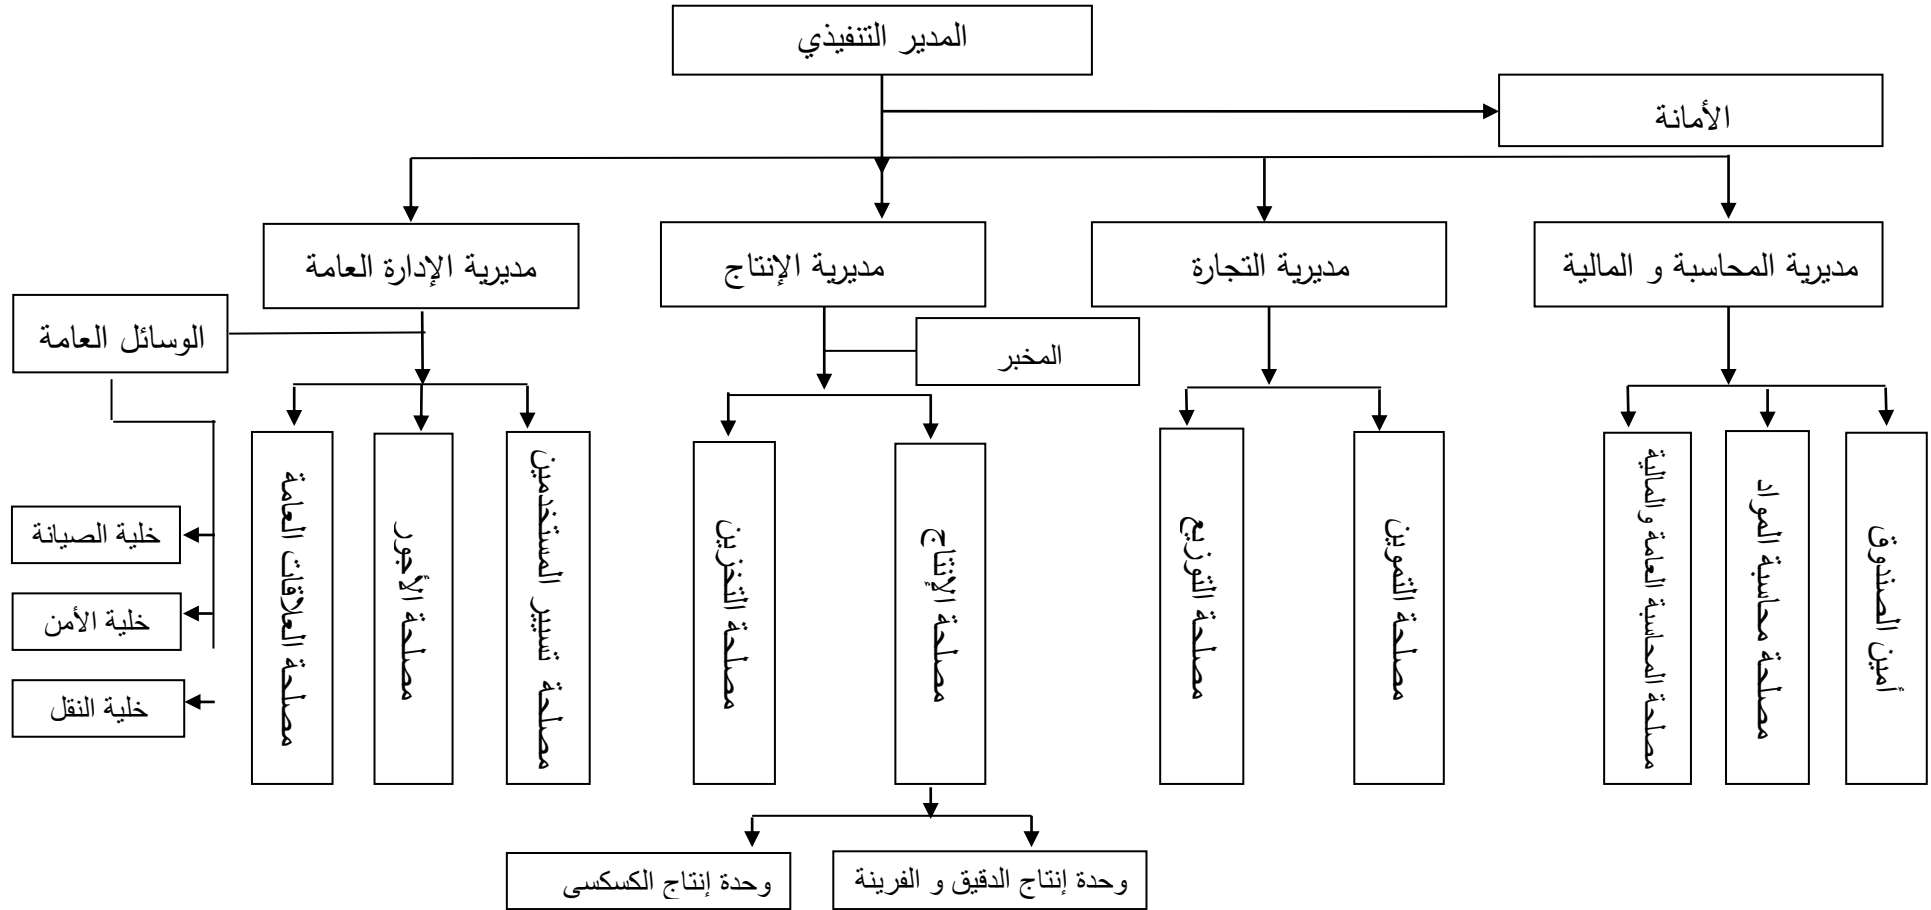 المدير التنفيذي
الأمانة
مديرية المحاسبة و المالية
مديرية التجارة
مديرية الإنتاج
مديرية الإدارة العامة
الوسائل العامة
المخبر
أمين الصندوق
مصلحة محاسبة المواد
مصلحة المحاسبة العامة والمالية
مصلحة التموين
مصلحة التوزيع
مصلحة الإنتاج
مصلحة التخزين
مصلحة تسيير المستخدمين
مصلحة الأجور
مصلحة العلاقات العامة
خلية الصيانة
خلية الأمن
خلية النقل
وحدة إنتاج الدقيق و الفرينة
وحدة إنتاج الكسكسى